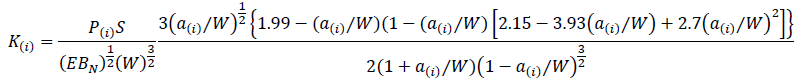 K_{(i)} = \frac{P_{(i)}S}{(EB_N)^{\frac{1}{2}}(W)^{\frac{3}{2}}} \frac{3(a_{(i)}/W)^{\frac{1}{2}}\{1.99 - (a_{(i)}/W)(1 - (a_{(i)}/W)[2.15 - 3.93(a_{(i)}/W) + 2.7(a_{(i)}/W)^2]\}}{2(1 + a_{(i)}/W)(1 - a_{(i)}/W)^{\frac{3}{2}}}